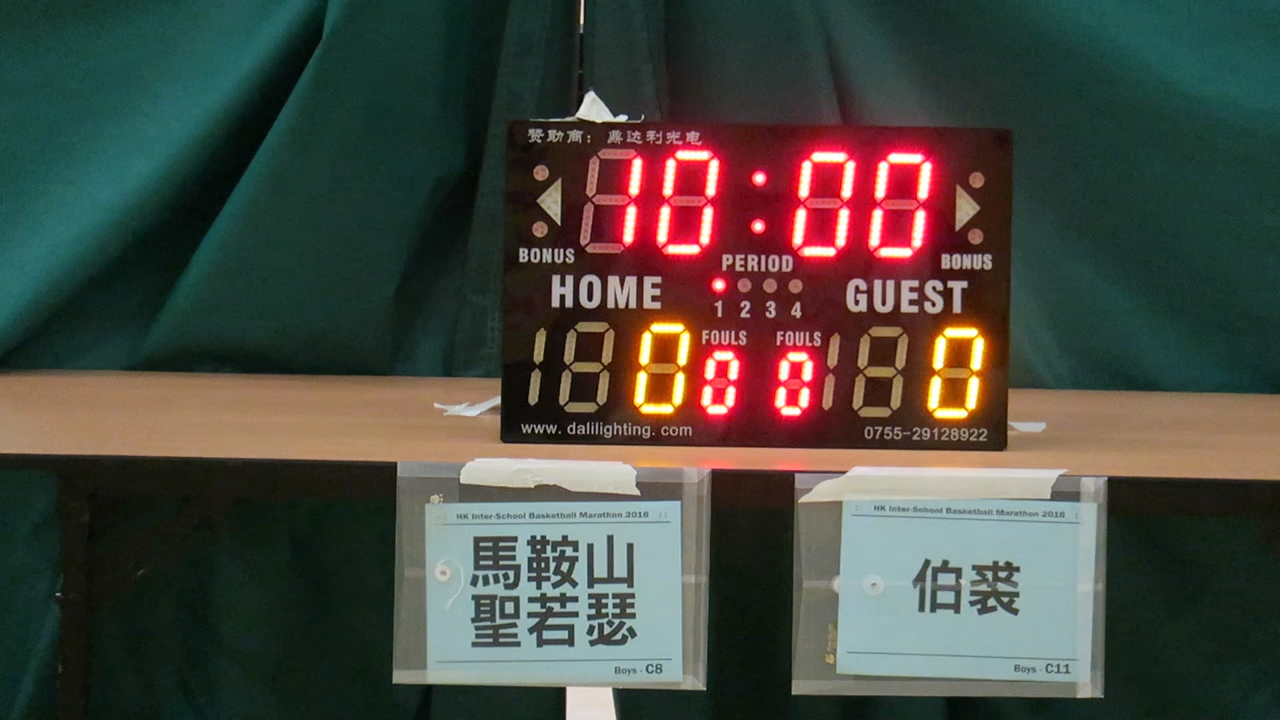 赞助商：鼎达利光电
10:00
BONUS PERIOD BONUS
HOME 1 2 3 4 GUEST
FOULS FOULS
0 0 0 0
www.dalilighting.com 0755-29128922
HK Inter-School Basketball Marathon 2016
馬鞍山
聖若瑟
Boys - C8
HK Inter-School Basketball Marathon 2016
伯裘
Boys - C11